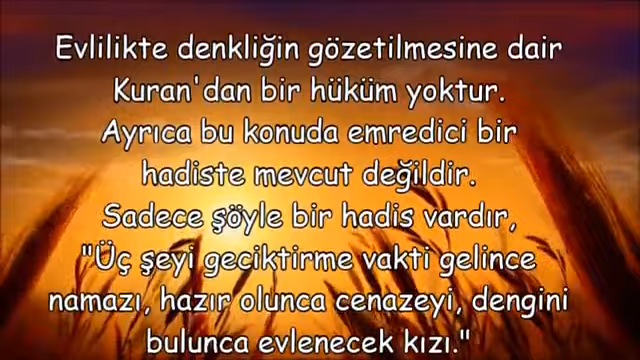 Evlilikte denkliğin gözetilmesine dair
Kuran'dan bir hüküm yoktur.
Ayrıca bu konuda emredici bir
hadiste mevcut değildir.
Sadece şöyle bir hadis vardır,
"Üç şeyi geciktirme vakti gelince
namazı, hazır olunca cenazeyi, dengini
bulunca evlenecek kızı."